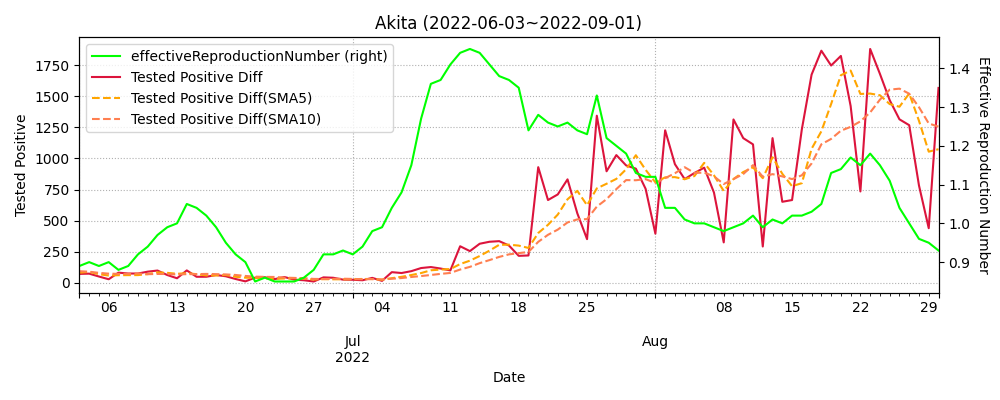 Akita (2022-06-03~2022-09-01)
effectiveReproductionNumber (right)
Tested Positive Diff
Tested Positive Diff(SMA5)
Tested Positive Diff(SMA10)
Tested Positive
1750
1500
1250
1000
750
500
250
0
Effective Reproduction Number
1.4
1.3
1.2
1.1
1.0
0.9
06 13 20 27 04 11 18 25 08 15 22 29
Jul Aug
2022
Date